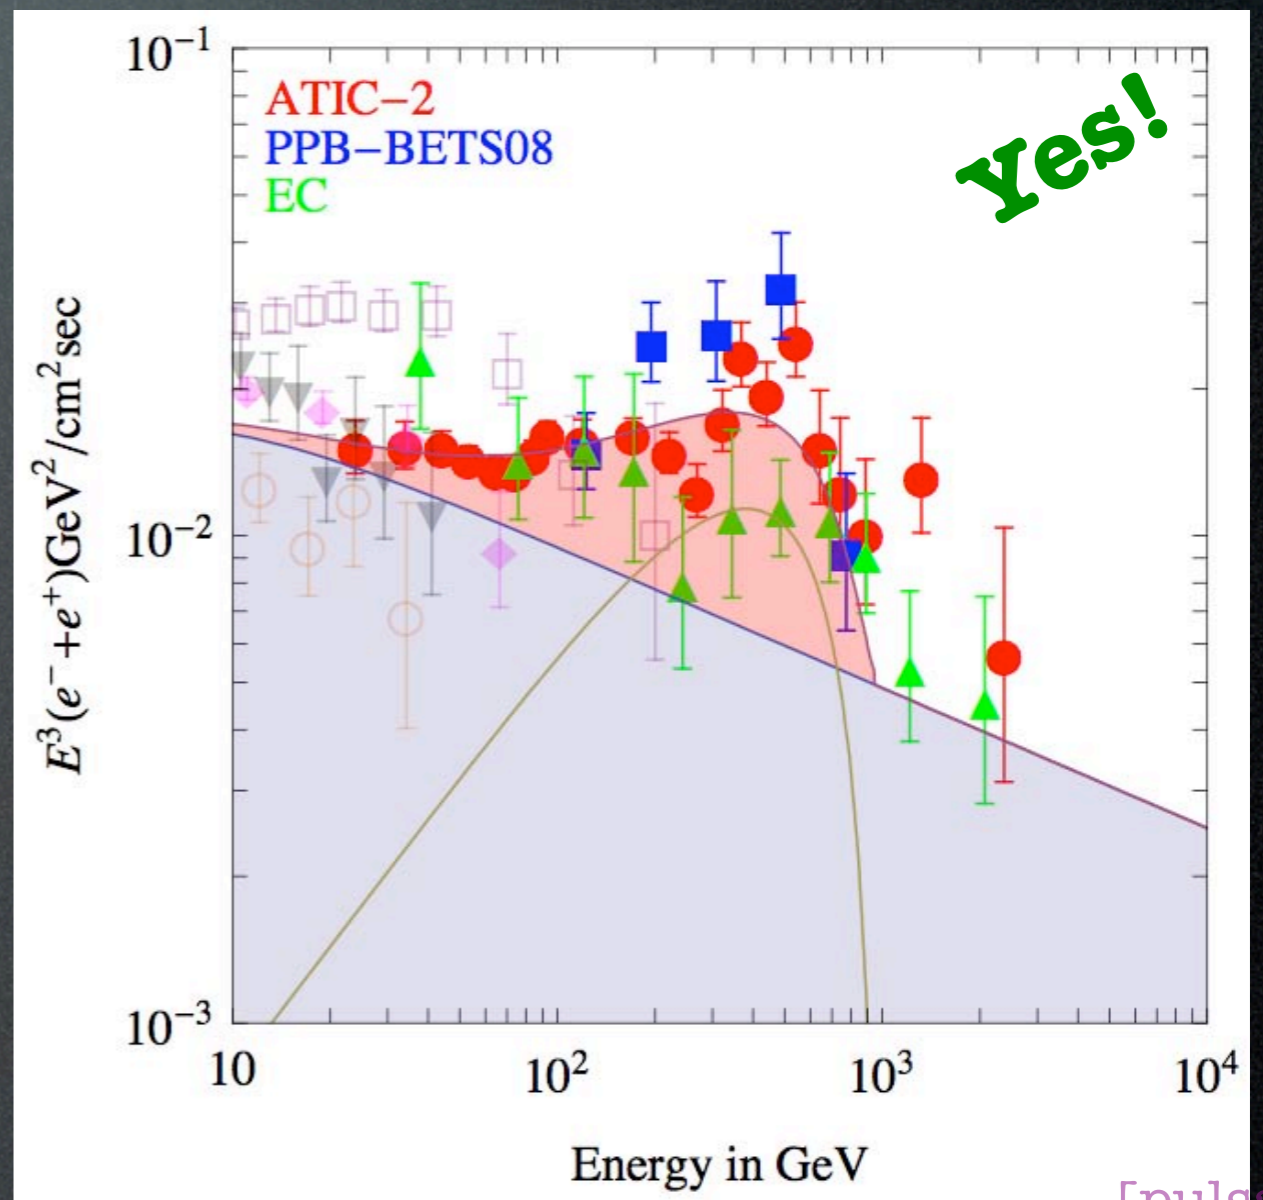 10⁻¹
ATIC−2
PPB−BETS08
EC
Yes!
E³(e⁻+e⁺)GeV²/cm²sec
10⁻²
10⁻³
10
10²
10³
10⁴
Energy in GeV